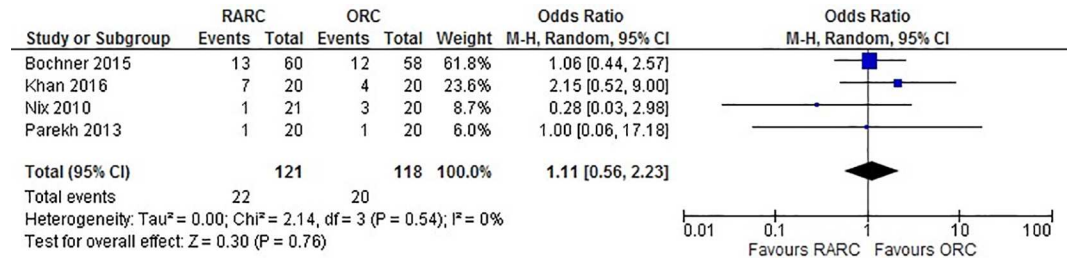 RARC ORC Odds Ratio Odds Ratio
Study or Subgroup Events Total Events Total Weight M-H, Random, 95% CI M-H, Random, 95% CI
Bochner 2015 13 60 12 58 61.8% 1.06 [0.44, 2.57]
Khan 2016 7 20 4 20 23.6% 2.15 [0.52, 9.00]
Nix 2010 1 21 3 20 8.7% 0.28 [0.03, 2.98]
Parekh 2013 1 20 1 20 6.0% 1.00 [0.06, 17.18]
Total (95% CI) 121 118 100.0% 1.11 [0.56, 2.23]
Total events 22 20
Heterogeneity: Tau² = 0.00; Chi² = 2.14, df = 3 (P = 0.54); I² = 0%
Test for overall effect: Z = 0.30 (P = 0.76)
0.01 0.1 1 10 100
Favours RARC Favours ORC